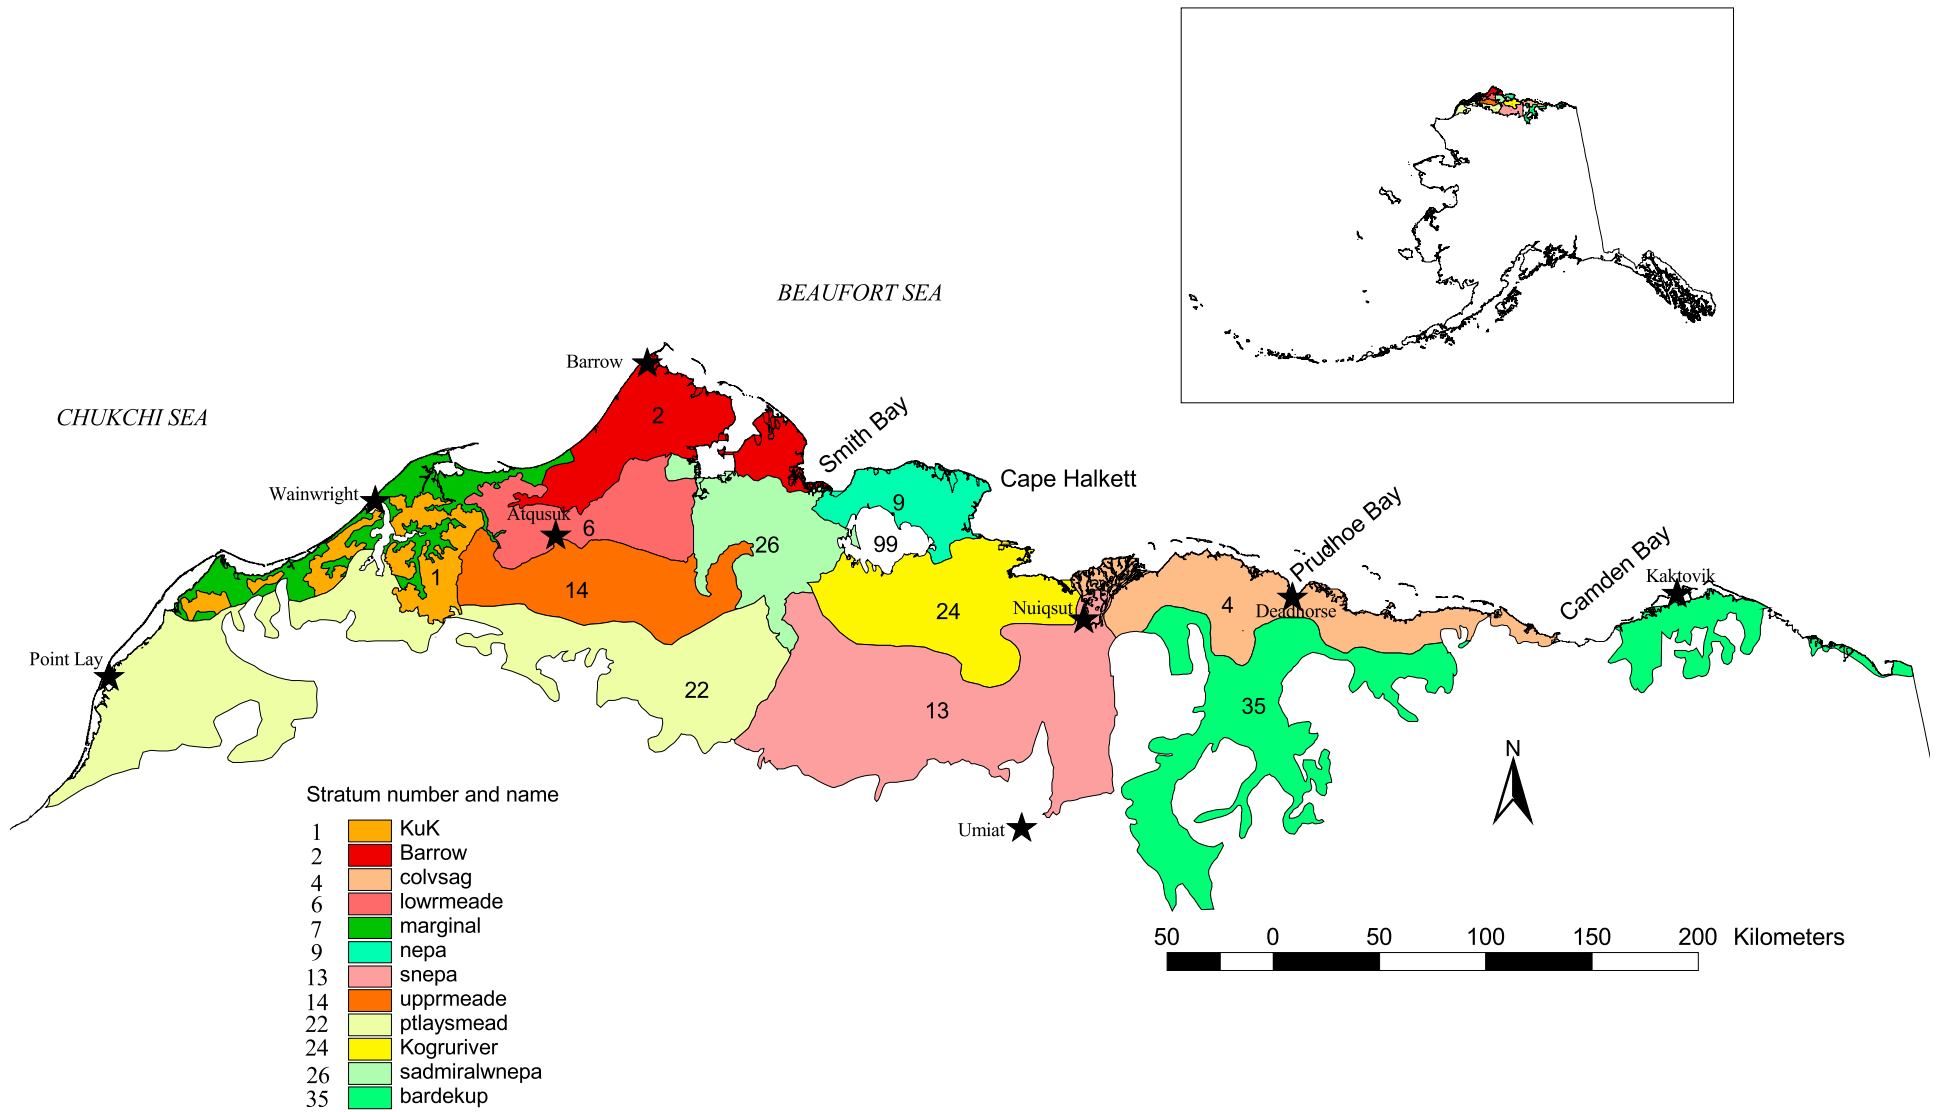 BEAUFORT SEA
Barrow
CHUKCHI SEA
2
Smith Bay
Cape Halkett
7
Wainwright
9
Atqusuk
6
26
99
Prudhoe Bay
Camden Bay
1
14
Kaktovik
24
Nuiqsut
4
Deadhorse
Point Lay
22
13
35
N
Umiat
Stratum number and name
1 KuK
2 Barrow
4 colvsag
6 lowrmeade
7 marginal
9 nepa
13 snepa
14 upprmeade
22 ptlaysmead
24 Kogruriver
26 sadmiralwnepa
35 bardekup
50 0 50 100 150 200 Kilometers